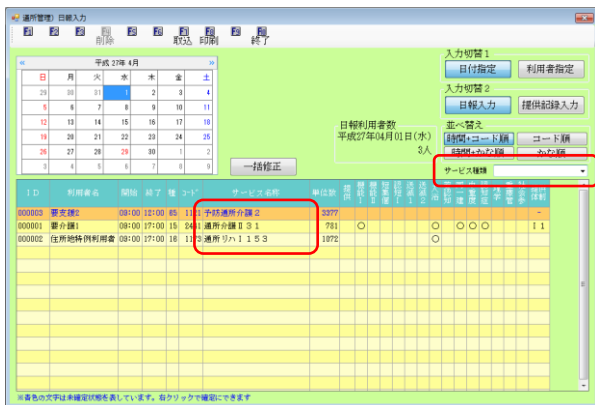 通所管理）日報入力
F1 F2 F3 F4 F5 F6 F7 F8 F9 F10
削除 取込 印刷 終了
平成 27年 4月
日 月 火 水 木 金 土
29 30 31 1 2 3 4
5 6 7 8 9 10 11
12 13 14 15 16 17 18
19 20 21 22 23 24 25
26 27 28 29 30 1 2
3 4 5 6 7 8 9
一括修正
日報利用者数
平成27年04月01日(水)
3人
入力切替１
日付指定 利用者指定
入力切替２
日報入力 提供記録入力
並べ替え
時間+コード順 コード順
時間+かな順 かな順
サービス種類
ＩＤ 利用者名 開始 終了 種 コード サービス名称 単位数
000003 要支援2 09:00 12:00 65 1121 予防通所介護２ 3377 -
000001 要介護1 09:00 17:00 15 2461 通所介護Ⅱ３１ 781 ○ ○ ○ ○ ○ I 1
000002 住所地特例利用者 09:00 17:00 16 1173 通所リハⅠ１５３ 1072 ○
※青色の文字は未確定状態を表しています。右クリックで確定にできます